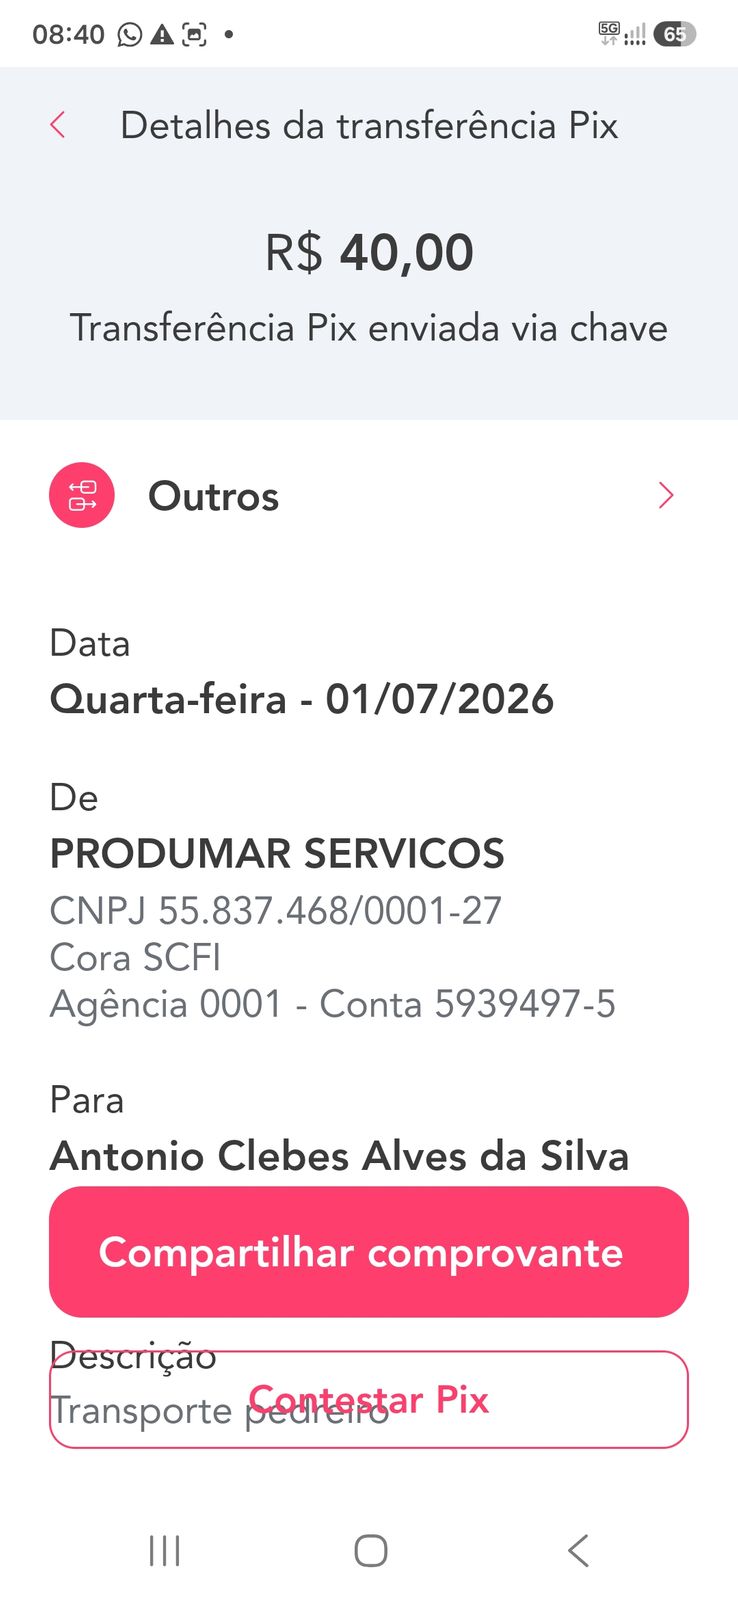 08:40
5G
65
Detalhes da transferência Pix
R$ 40,00
Transferência Pix enviada via chave
Outros
Data
Quarta-feira - 01/07/2026
De
PRODUMAR SERVICOS
CNPJ 55.837.468/0001-27
Cora SCFI
Agência 0001 - Conta 5939497-5
Para
Antonio Clebes Alves da Silva
Compartilhar comprovante
Descrição
Contestar Pix
Transporte pedreiro